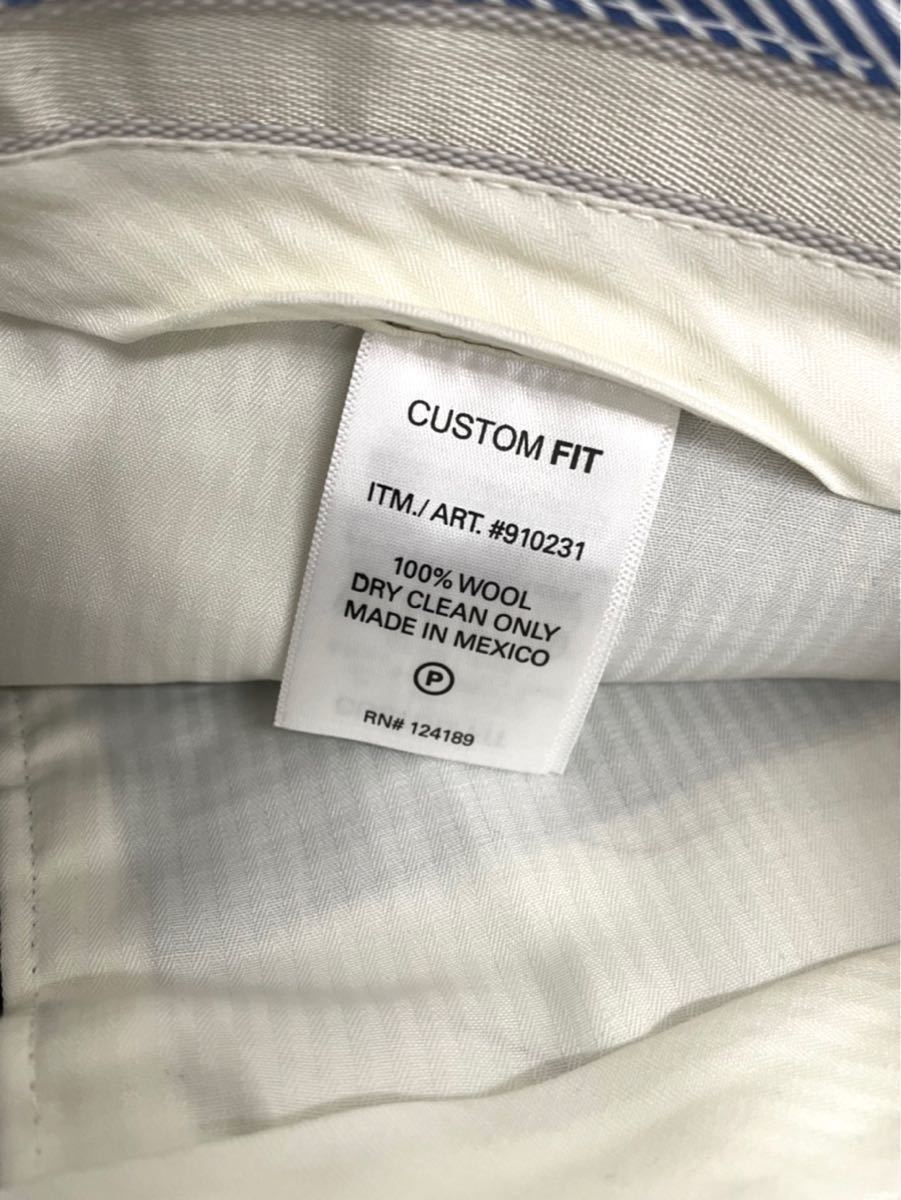 CUSTOM FIT
ITM./ ART. #910231
100% WOOL
DRY CLEAN ONLY
MADE IN MEXICO
P
RN# 124189